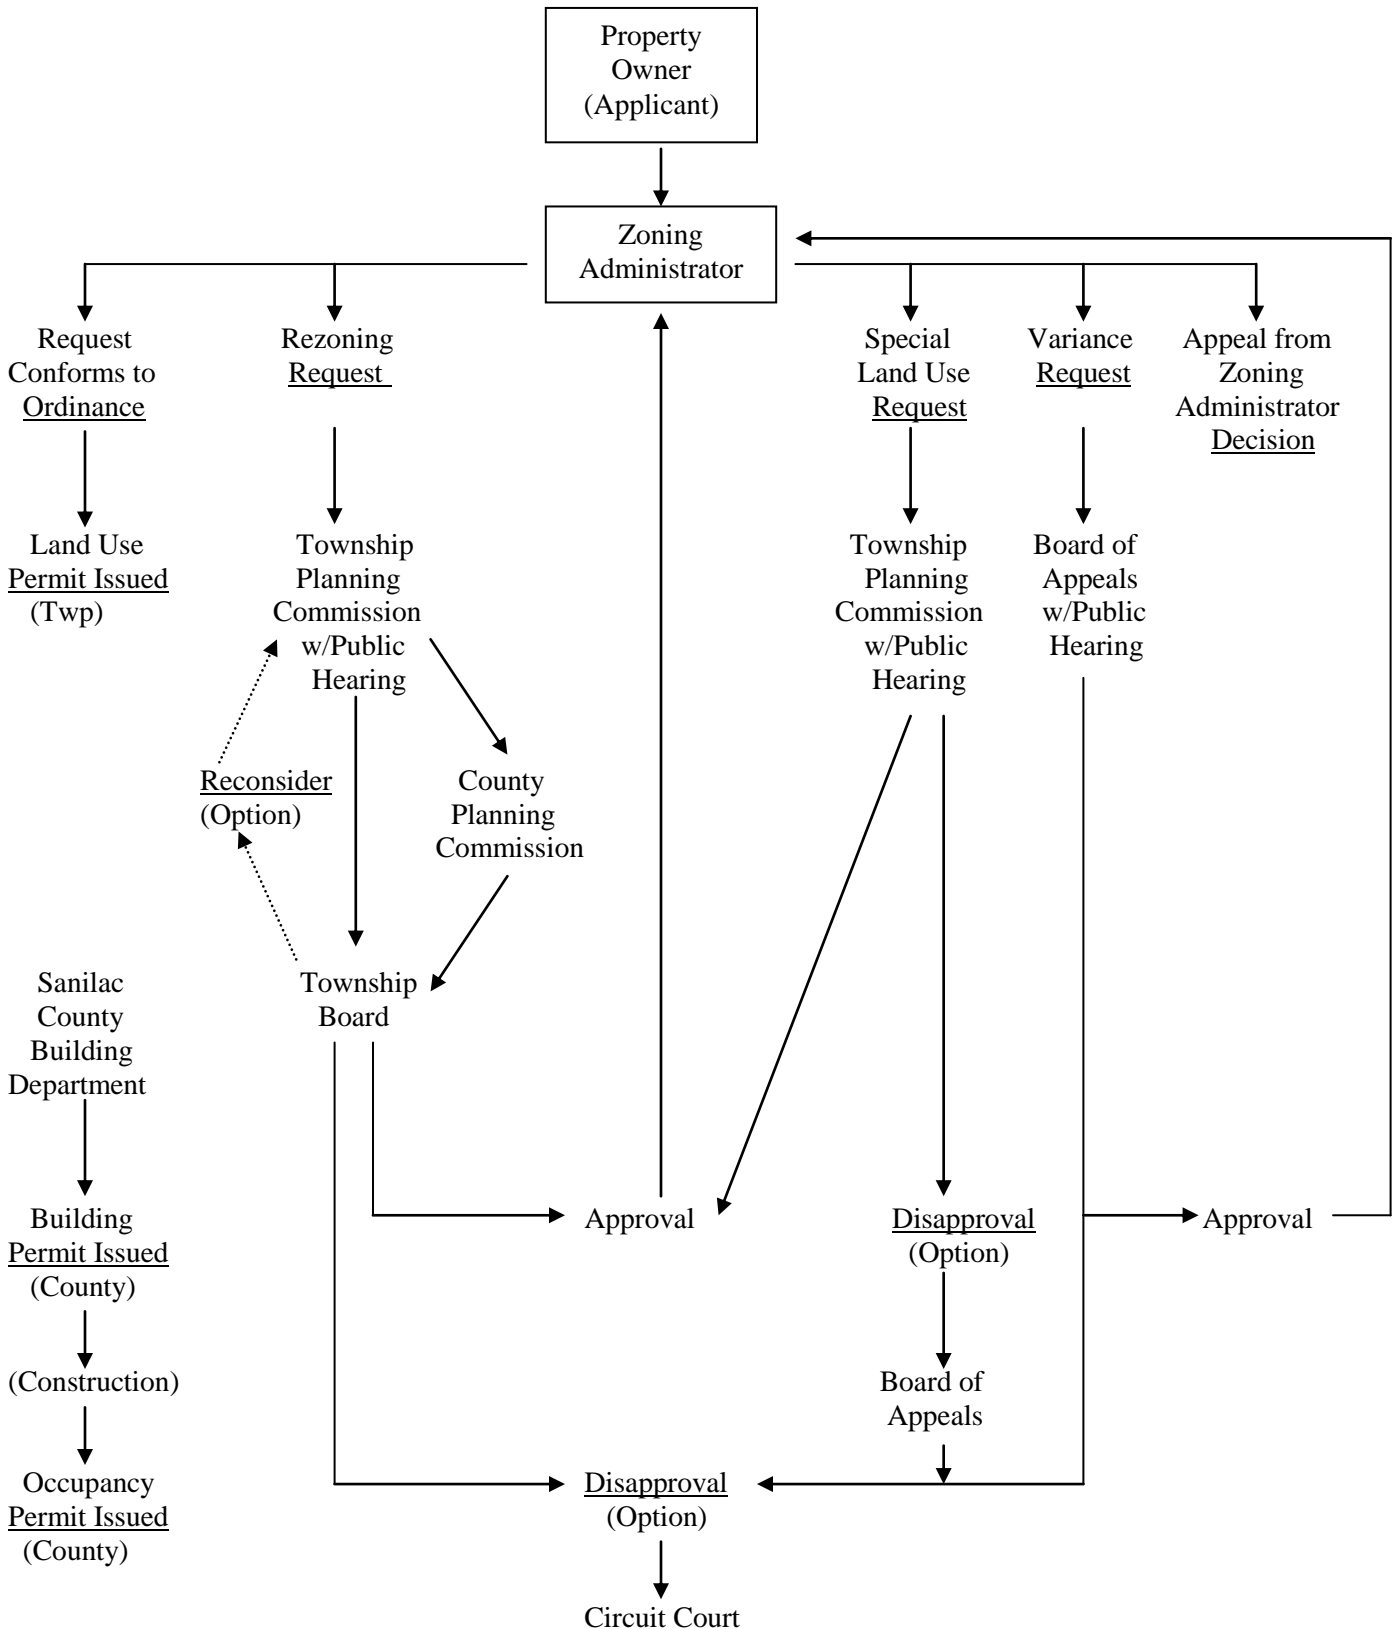 Property
Owner
(Applicant)
Zoning
Administrator
Request
Conforms to
Ordinance
Rezoning
Request
Special
Land Use
Request
Variance
Request
Appeal from
Zoning
Administrator
Decision
Land Use
Permit Issued
(Twp)
Township
Planning
Commission
w/Public
Hearing
Township
Planning
Commission
w/Public
Hearing
Board of
Appeals
w/Public
Hearing
Reconsider
(Option)
County
Planning
Commission
Sanilac
County
Building
Department
Township
Board
Building
Permit Issued
(County)
Approval
Disapproval
(Option)
Approval
(Construction)
Board of
Appeals
Occupancy
Permit Issued
(County)
Disapproval
(Option)
Circuit Court